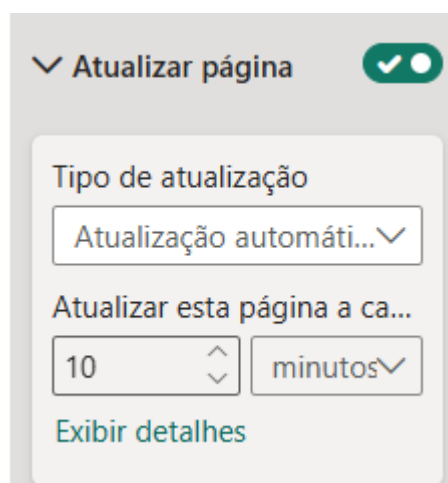 Atualizar página
Tipo de atualização
Atualização automáti...
Atualizar esta página a ca...
10 minutos
Exibir detalhes